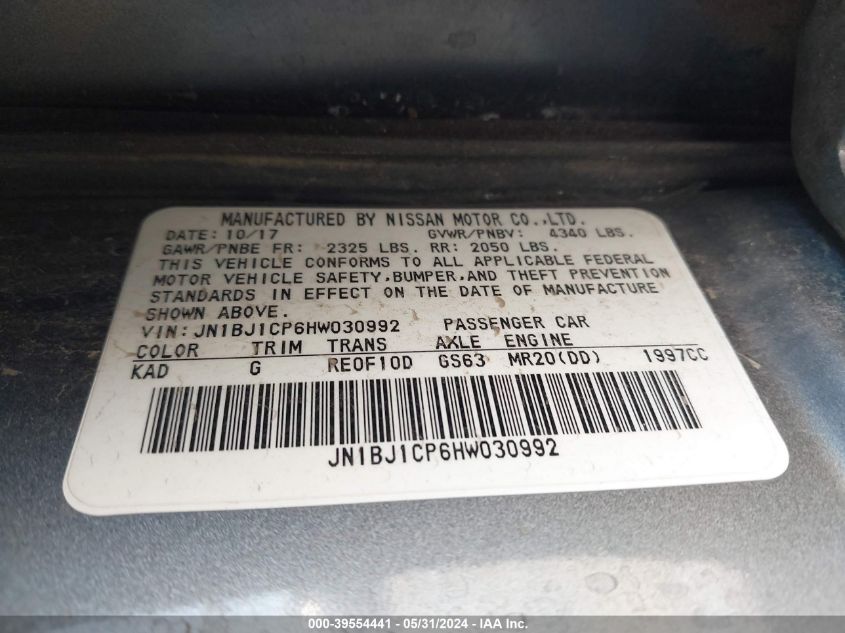 MANUFACTURED BY NISSAN MOTOR CO.,LTD.
DATE: 10/17 GVWR/PNBV: 4340 LBS.
GAWR/PNBE FR: 2325 LBS. RR: 2050 LBS.
THIS VEHICLE CONFORMS TO ALL APPLICABLE FEDERAL
MOTOR VEHICLE SAFETY,BUMPER,AND THEFT PREVENTION
STANDARDS IN EFFECT ON THE DATE OF MANUFACTURE
SHOWN ABOVE.
VIN: JN1BJ1CP6HW030992 PASSENGER CAR
COLOR TRIM TRANS AXLE ENGINE
KAD G RE0F10D GS63 MR20(DD) 1997CC
JN1BJ1CP6HW030992
000-39554441 - 05/31/2024 - IAA Inc.